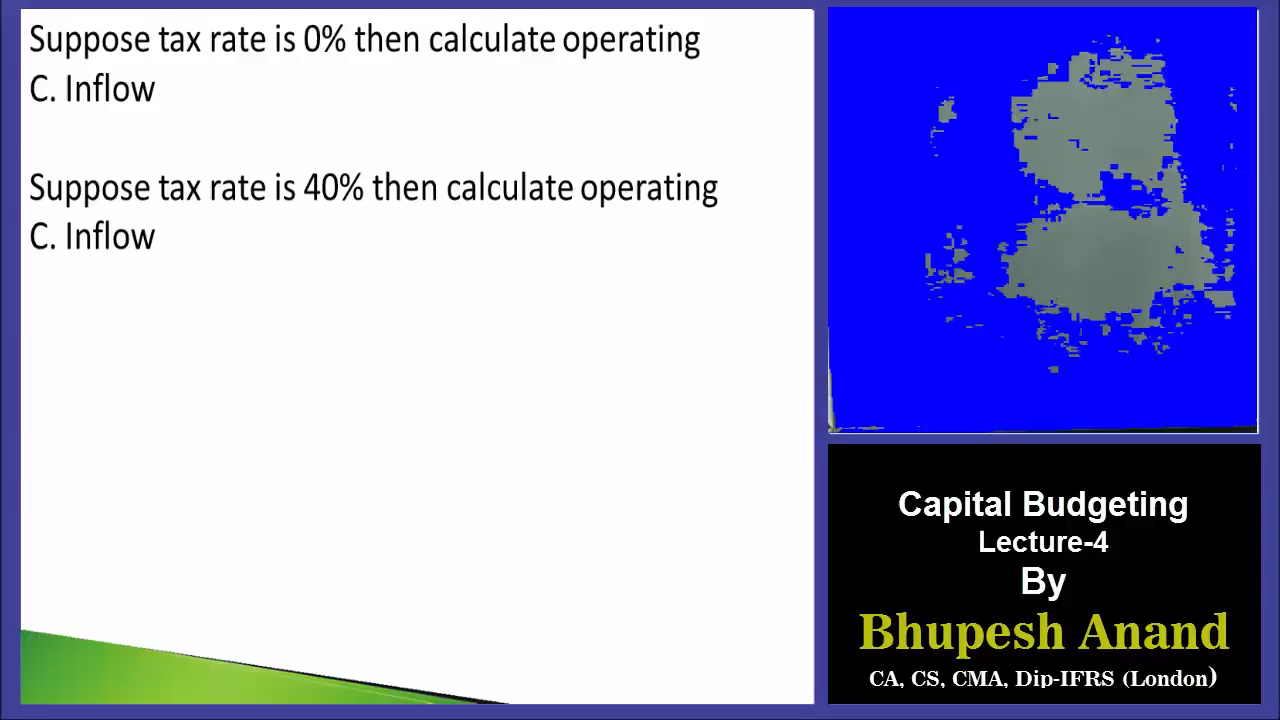 Suppose tax rate is 0% then calculate operating
C. Inflow
Suppose tax rate is 40% then calculate operating
C. Inflow
Capital Budgeting
Lecture-4
By
Bhupesh Anand
CA, CS, CMA, Dip-IFRS (London)